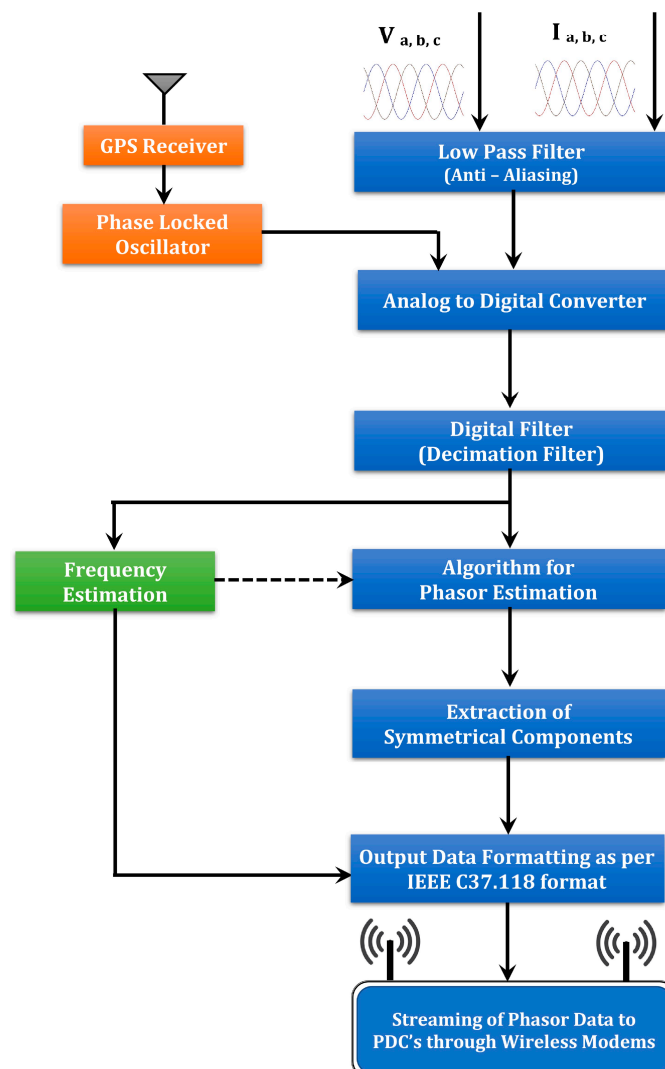 V a, b, c
I a, b, c
GPS Receiver
Low Pass Filter
(Anti – Aliasing)
Phase Locked
Oscillator
Analog to Digital Converter
Digital Filter
(Decimation Filter)
Frequency
Estimation
Algorithm for
Phasor Estimation
Extraction of
Symmetrical Components
Output Data Formatting as per
IEEE C37.118 format
Streaming of Phasor Data to
PDC's through Wireless Modems